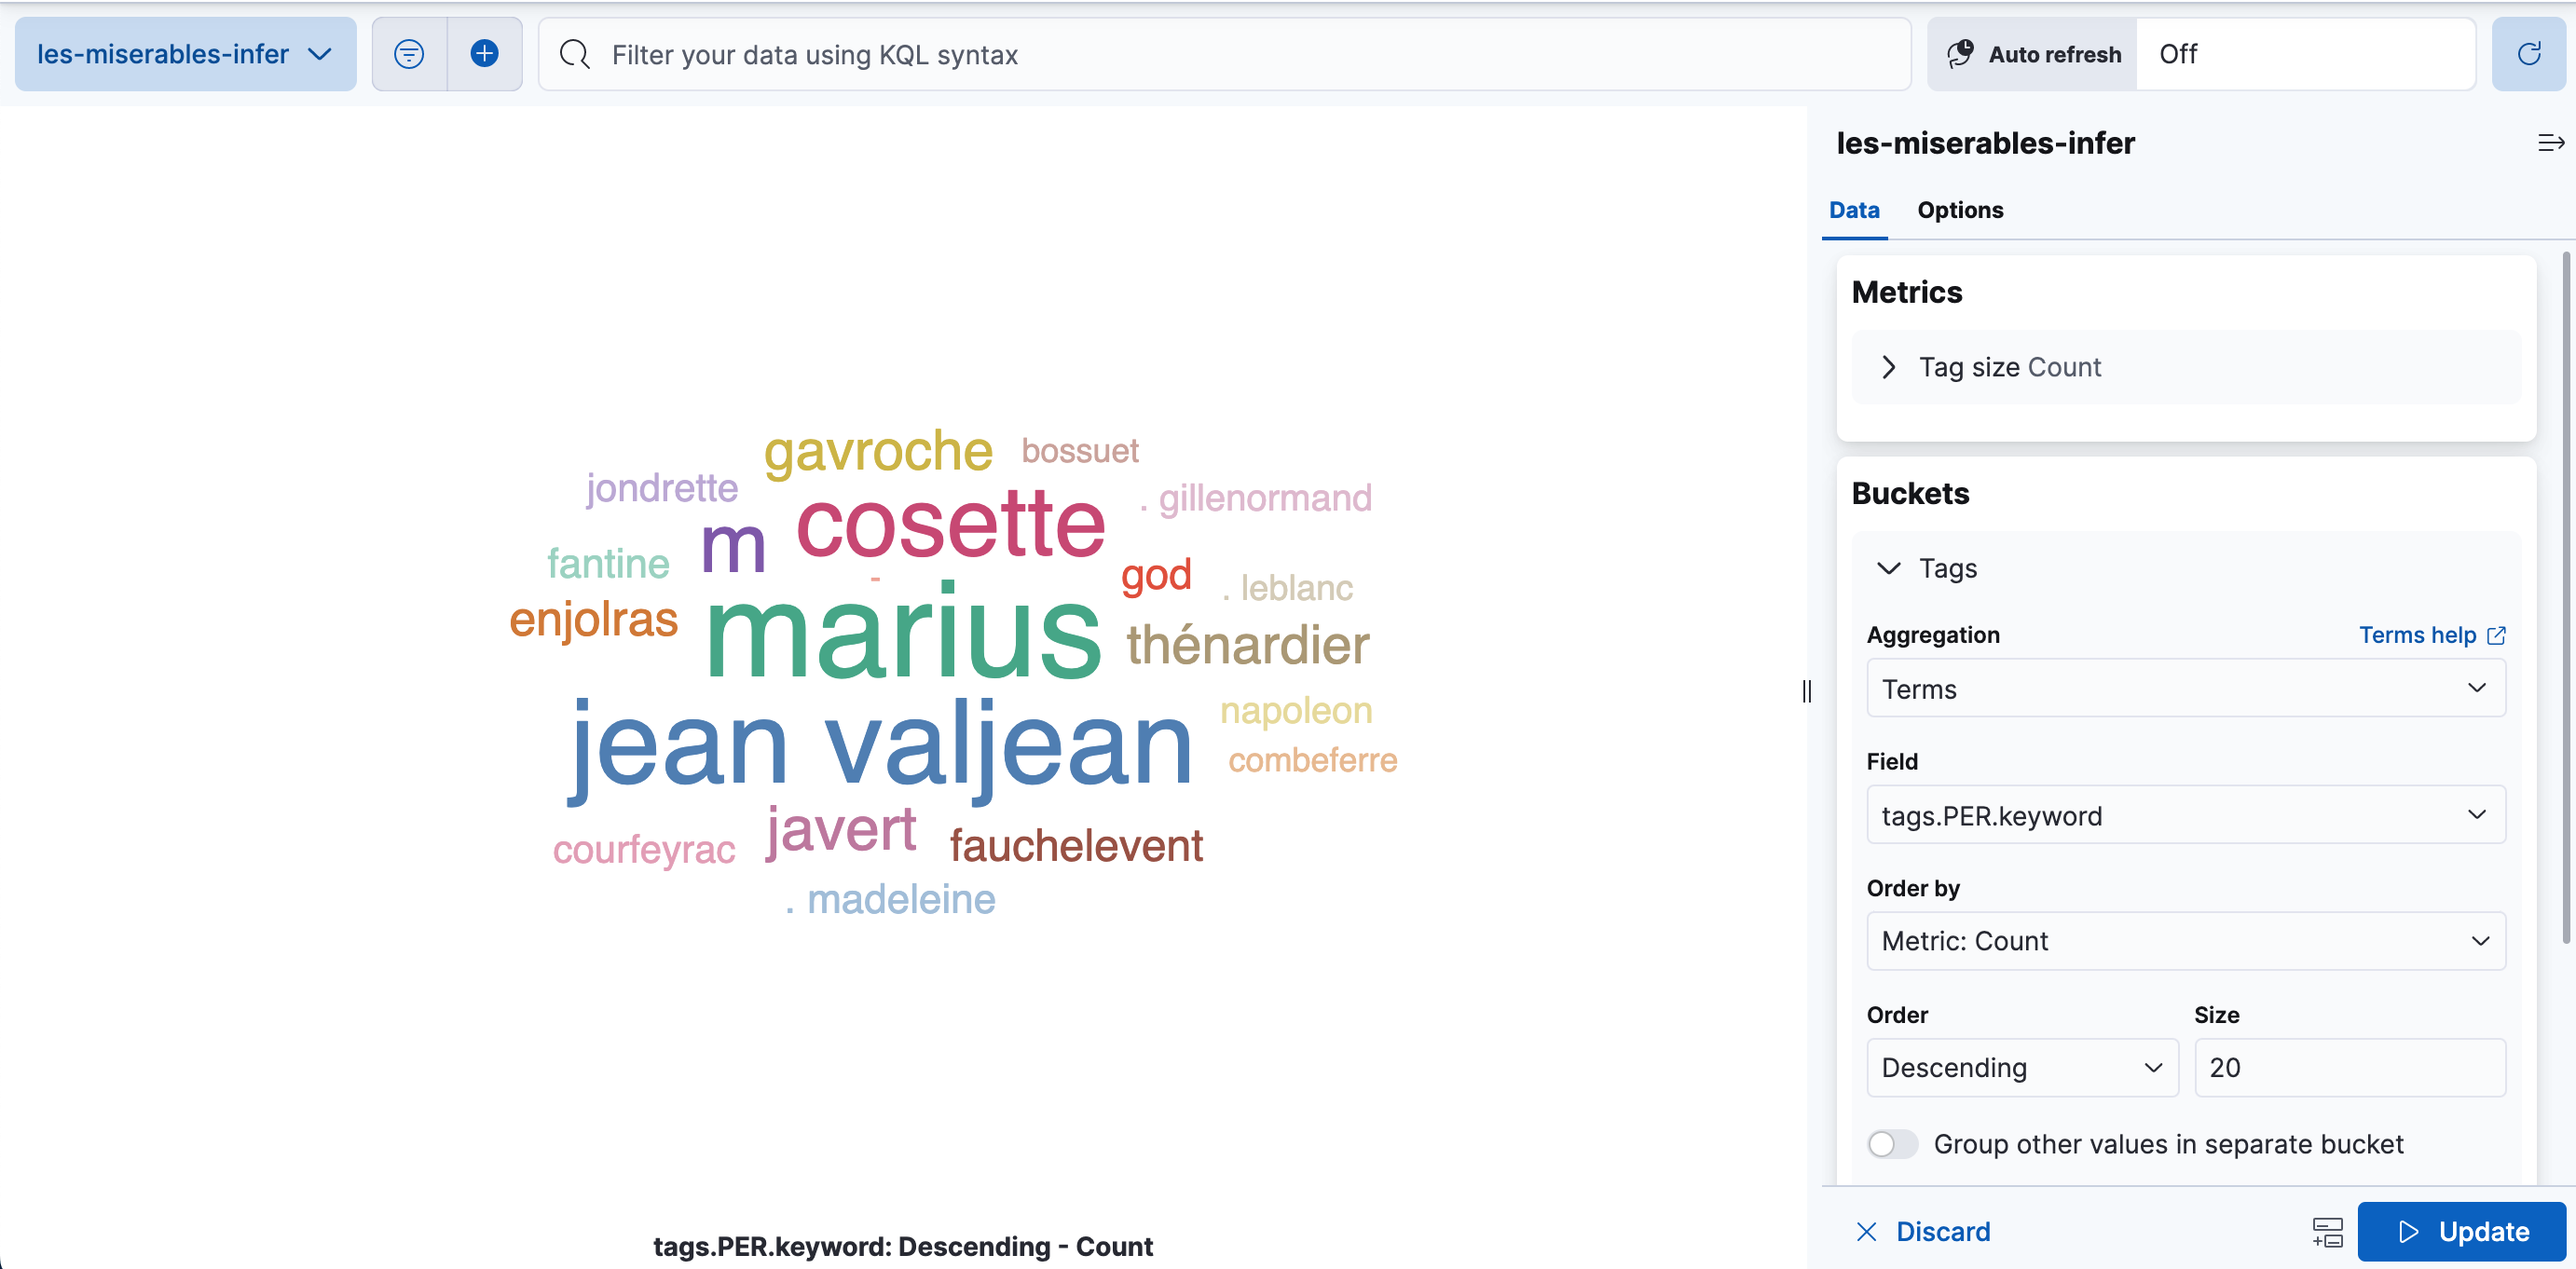 les-miserables-infer
Filter your data using KQL syntax
Auto refresh Off
gavroche bossuet
jondrette . gillenormand
m cosette
fantine god . leblanc
-
enjolras marius thénardier
jean valjean napoleon
combeferre
courfeyrac javert fauchelevent
. madeleine
tags.PER.keyword: Descending - Count
les-miserables-infer
Data Options
Metrics
Tag size Count
Buckets
Tags
Aggregation Terms help
Terms
Field
tags.PER.keyword
Order by
Metric: Count
Order Size
Descending 20
Group other values in separate bucket
Discard Update